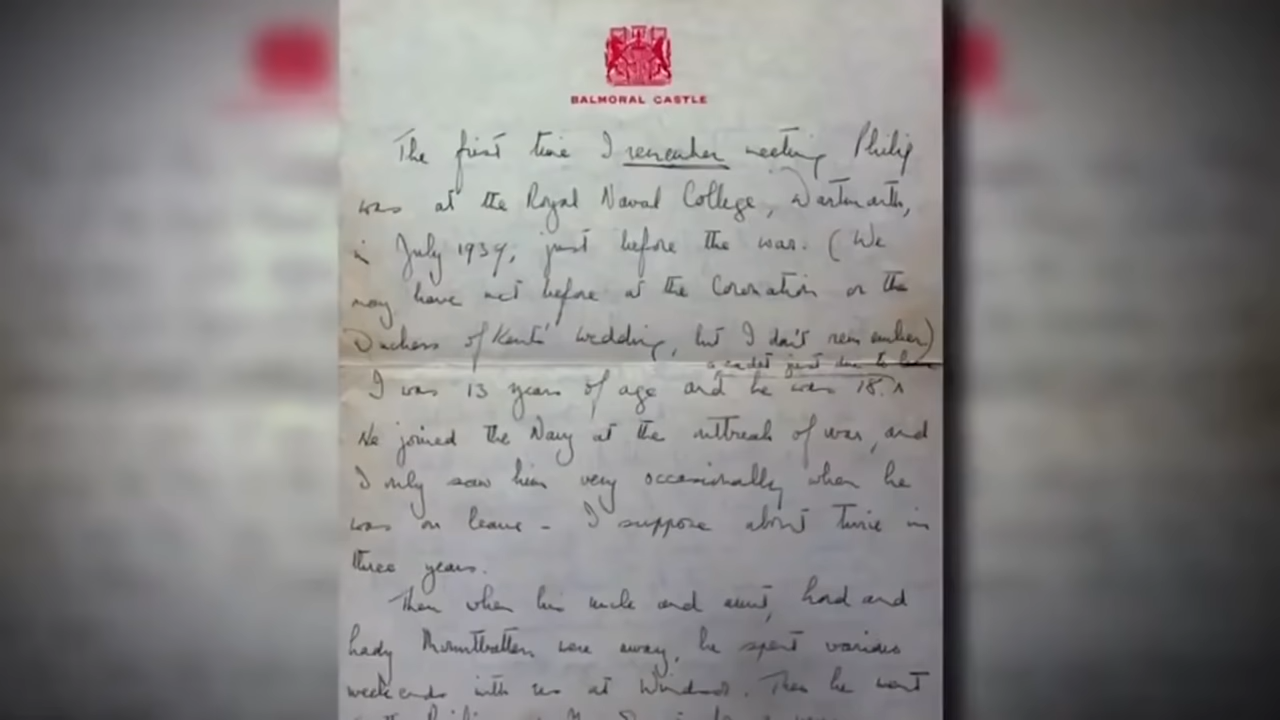 BALMORAL CASTLE
The first time I remember meeting Philip
was at the Royal Naval College, Dartmouth,
in July 1939, just before the war. (We
may have met before at the Coronation or the
Duchess of Kent's wedding, but I don't remember)
a cadet just due to leave
I was 13 years of age and he was 18. ^
He joined the Navy at the outbreak of war, and
I only saw him very occasionally when he
was on leave - I suppose about twice in
three years.
Then when his uncle and aunt, Lord and
Lady Mountbatten were away, he spent various
weekends with us at Windsor. Then he went